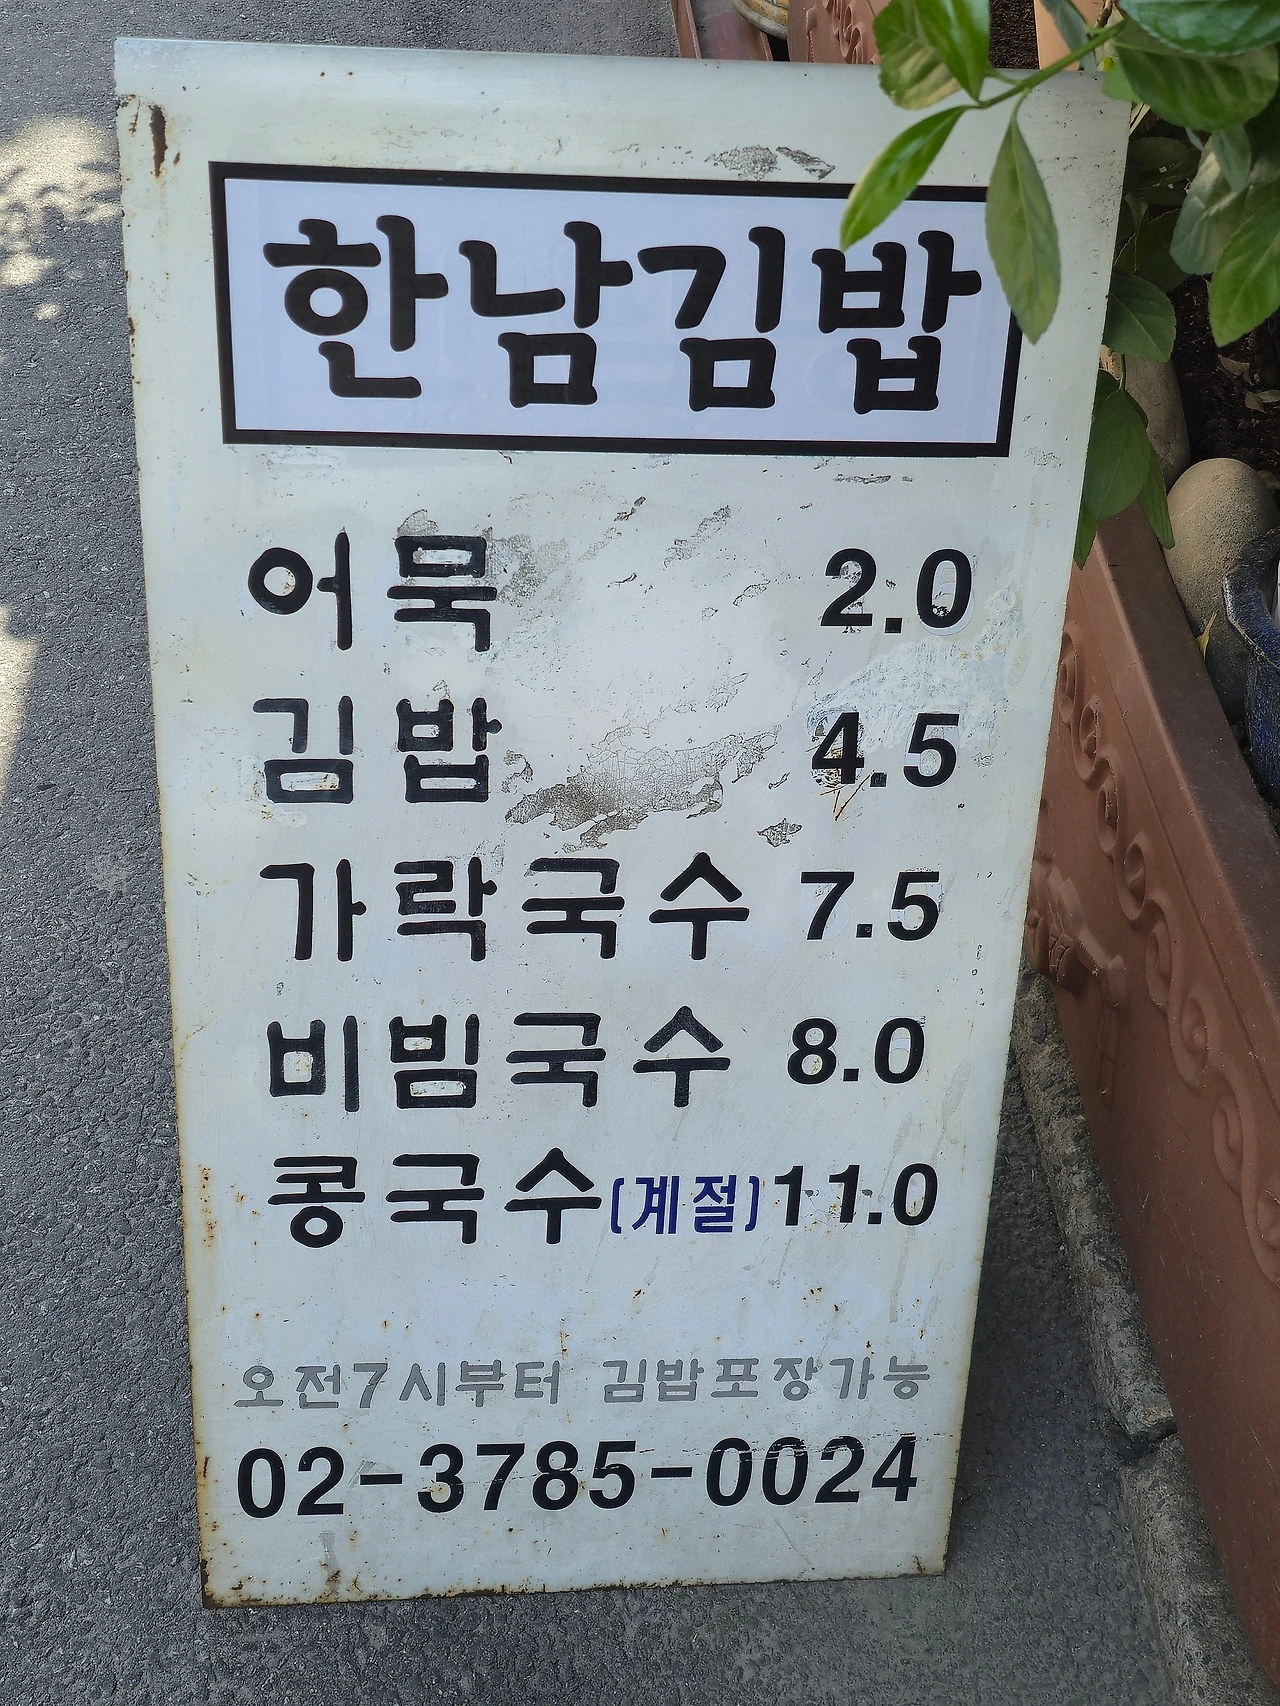 한남김밥
어묵 2.0
김밥 4.5
가락국수 7.5
비빔국수 8.0
콩국수(계절) 11.0
오전7시부터 김밥포장가능
02-3785-0024